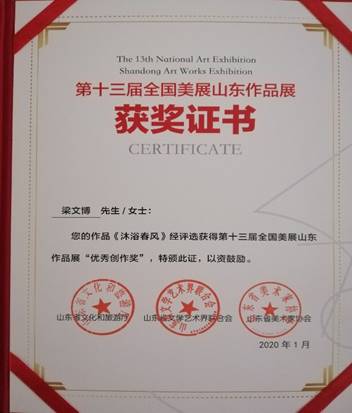 The 13th National Art Exhibition
Shandong Art Works Exhibition
第十三届全国美展山东作品展
获奖证书
CERTIFICATE
梁文博 先生/女士：
您的作品《沐浴春风》经评选获得第十三届全国美展山东
作品展“优秀创作奖”，特颁此证，以资鼓励。
山东省文化和旅游厅 山东省文学艺术界联合会 山东省美术家协会
2020 年 1 月